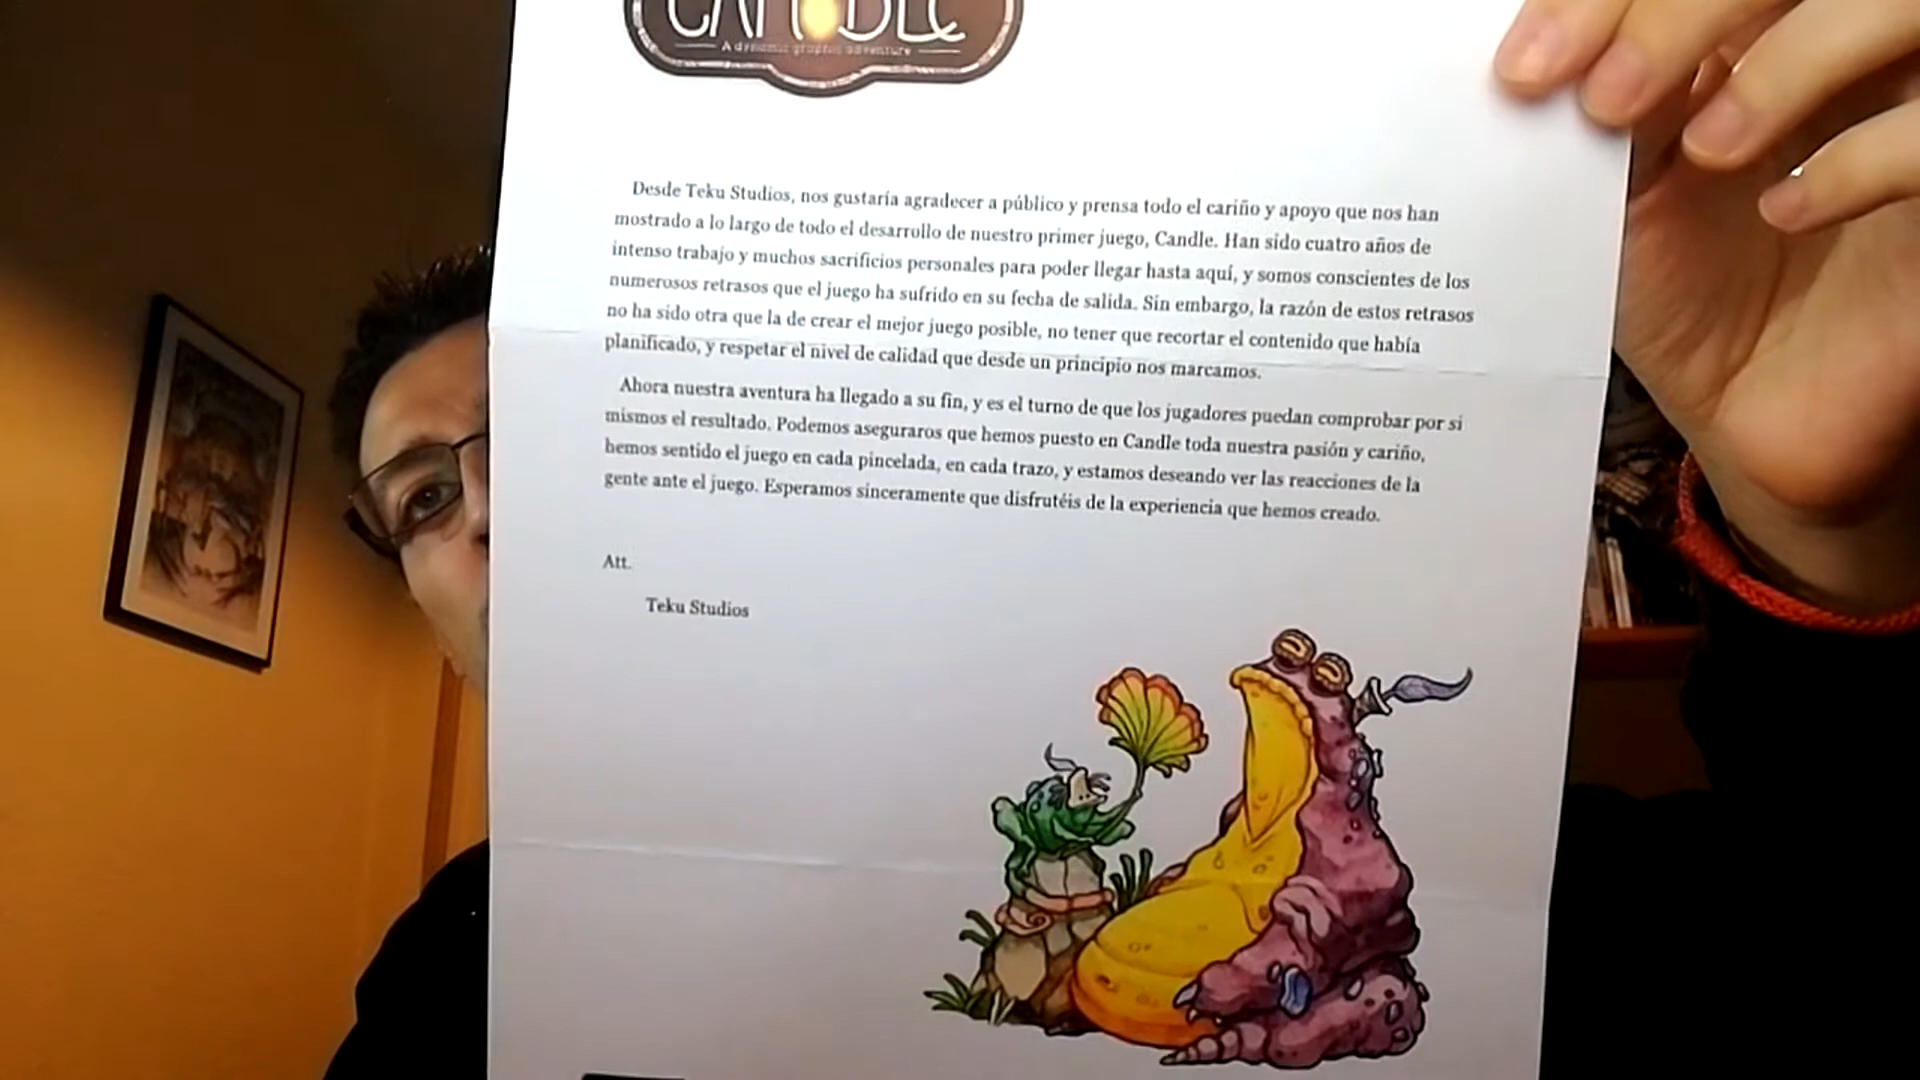 CANDLE
A dynamic graphic adventure
Desde Teku Studios, nos gustaría agradecer a público y prensa todo el cariño y apoyo que nos han
mostrado a lo largo de todo el desarrollo de nuestro primer juego, Candle. Han sido cuatro años de
intenso trabajo y muchos sacrificios personales para poder llegar hasta aquí, y somos conscientes de los
numerosos retrasos que el juego ha sufrido en su fecha de salida. Sin embargo, la razón de estos retrasos
no ha sido otra que la de crear el mejor juego posible, no tener que recortar el contenido que había
planificado, y respetar el nivel de calidad que desde un principio nos marcamos.
Ahora nuestra aventura ha llegado a su fin, y es el turno de que los jugadores puedan comprobar por si
mismos el resultado. Podemos aseguraros que hemos puesto en Candle toda nuestra pasión y cariño,
hemos sentido el juego en cada pincelada, en cada trazo, y estamos deseando ver las reacciones de la
gente ante el juego. Esperamos sinceramente que disfrutéis de la experiencia que hemos creado.
Att.
Teku Studios